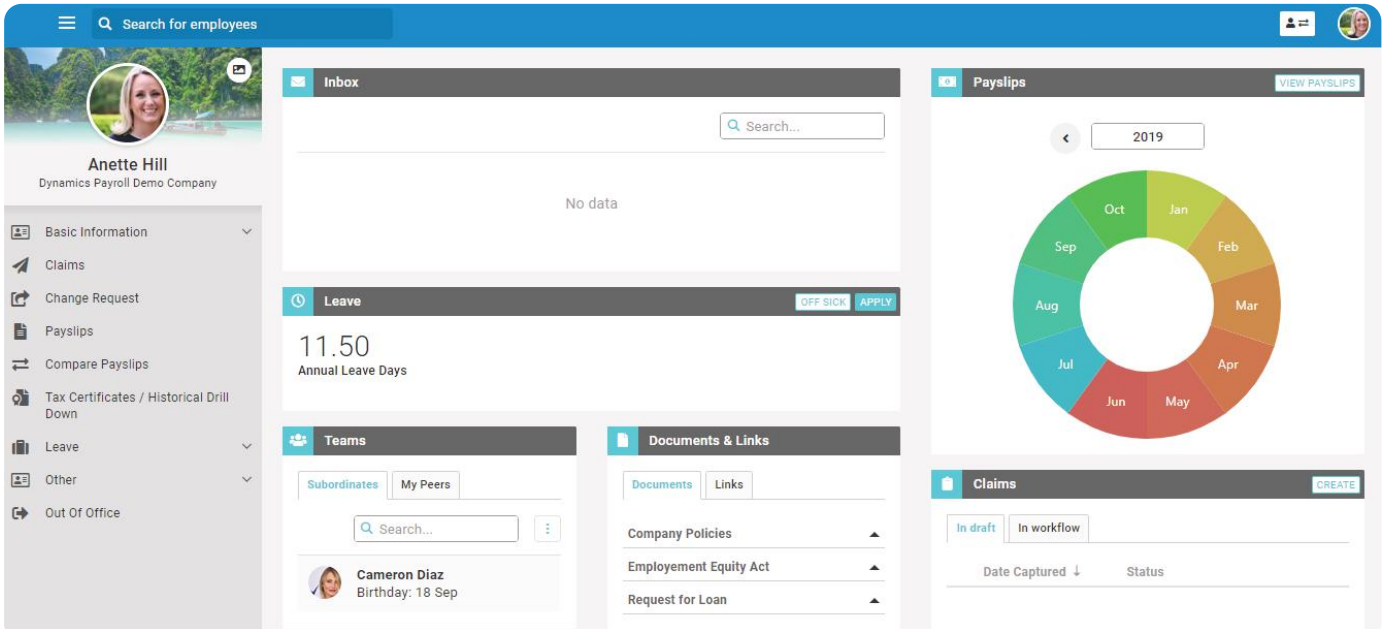 Search for employees
Anette Hill
Dynamics Payroll Demo Company
Basic Information
Claims
Change Request
Payslips
Compare Payslips
Tax Certificates / Historical Drill
Down
Leave
Other
Out Of Office
Inbox
Search...
No data
Leave
OFF SICK
APPLY
11.50
Annual Leave Days
Teams
Subordinates
My Peers
Search...
Cameron Diaz
Birthday: 18 Sep
Documents & Links
Documents
Links
Company Policies
Employement Equity Act
Request for Loan
Payslips
VIEW PAYSLIPS
2019
Jan
Feb
Mar
Apr
May
Jun
Jul
Aug
Sep
Oct
Claims
CREATE
In draft
In workflow
Date Captured ↓
Status